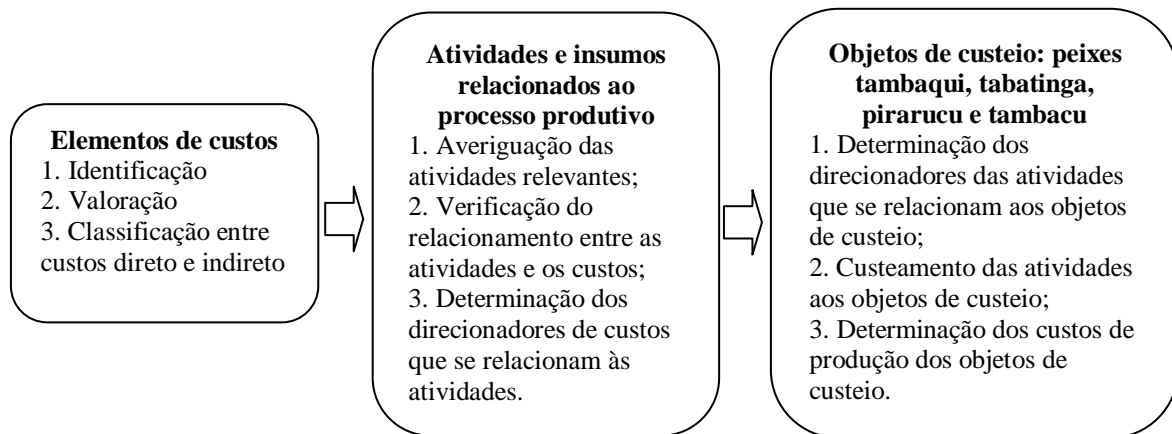 Elementos de custos
1. Identificação
2. Valoração
3. Classificação entre
custos direto e indireto
Atividades e insumos
relacionados ao
processo produtivo
1. Averiguação das
atividades relevantes;
2. Verificação do
relacionamento entre as
atividades e os custos;
3. Determinação dos
direcionadores de custos
que se relacionam às
atividades.
Objetos de custeio: peixes
tambaqui, tabatinga,
pirarucu e tambacu
1. Determinação dos
direcionadores das atividades
que se relacionam aos objetos
de custeio;
2. Custeamento das atividades
aos objetos de custeio;
3. Determinação dos custos de
produção dos objetos de
custeio.